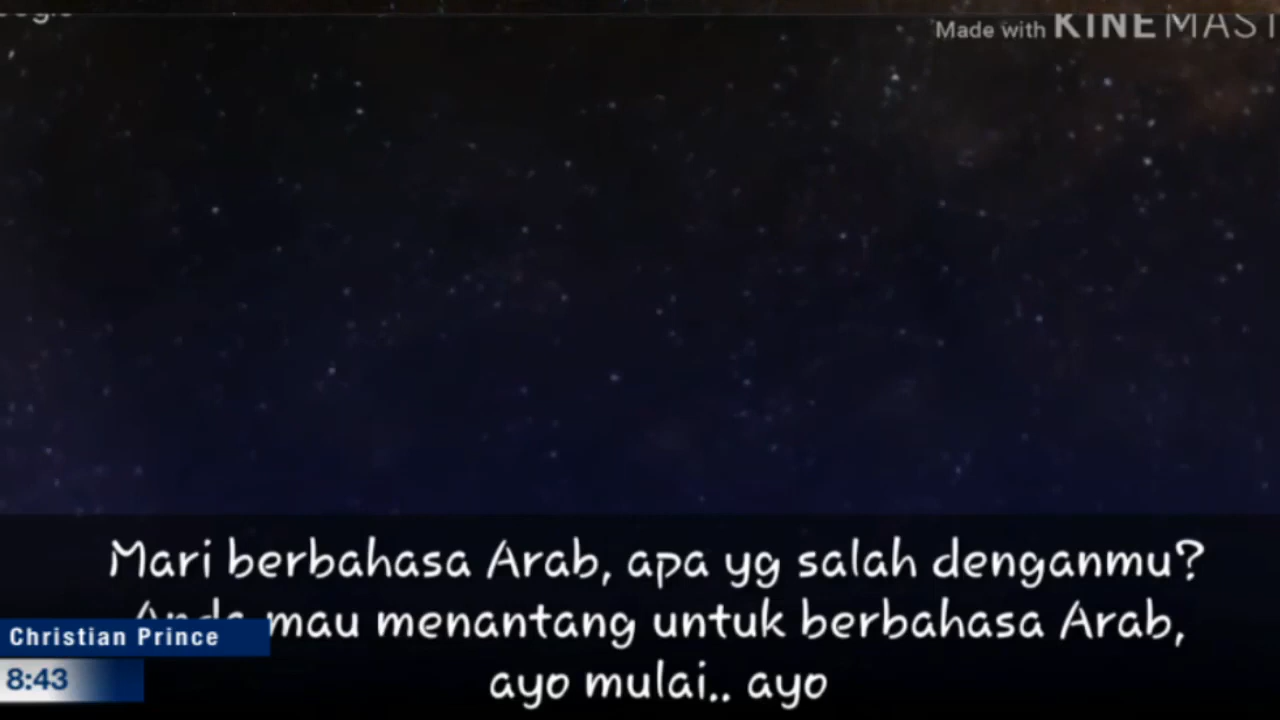 Made with KINEMAST
Mari berbahasa Arab, apa yg salah denganmu?
Anda mau menantang untuk berbahasa Arab,
ayo mulai.. ayo
Christian Prince
8:43